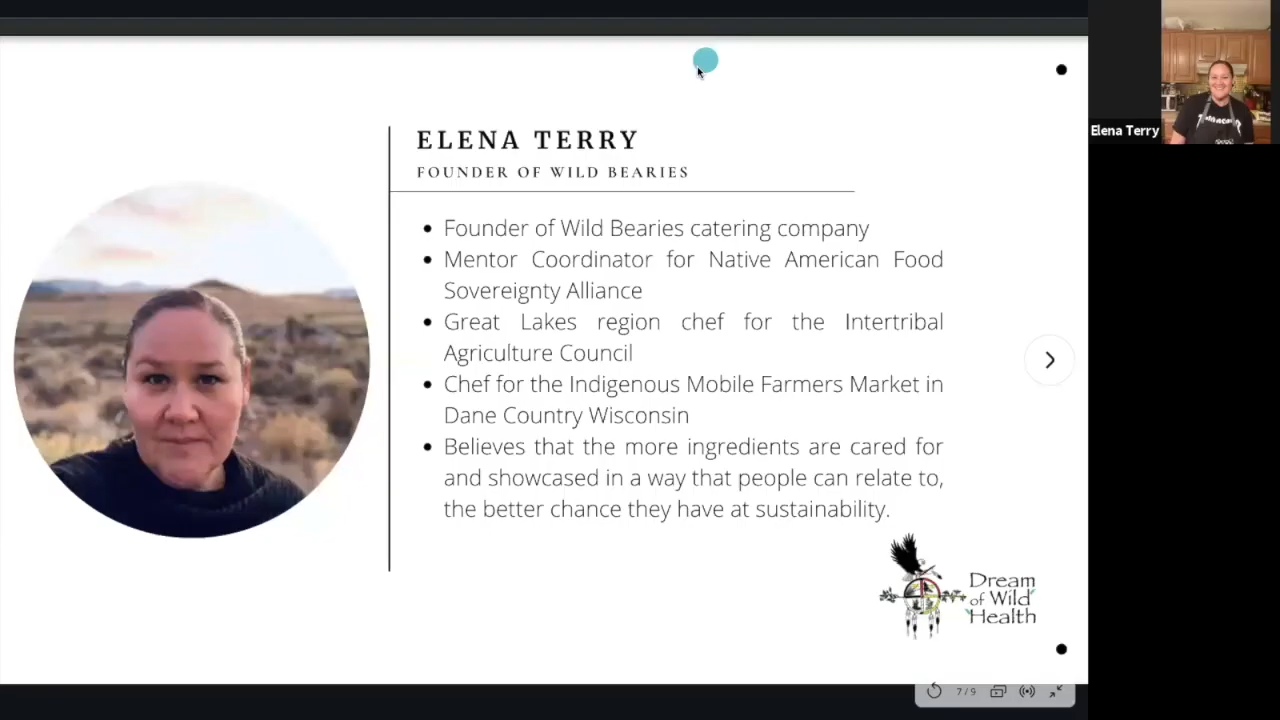 ELENA TERRY
FOUNDER OF WILD BEARIES
Founder of Wild Bearies catering company
Mentor Coordinator for Native American Food
Sovereignty Alliance
Great Lakes region chef for the Intertribal
Agriculture Council
Chef for the Indigenous Mobile Farmers Market in
Dane Country Wisconsin
Believes that the more ingredients are cared for
and showcased in a way that people can relate to,
the better chance they have at sustainability.
Dream
of Wild
Health
7/9
Elena Terry